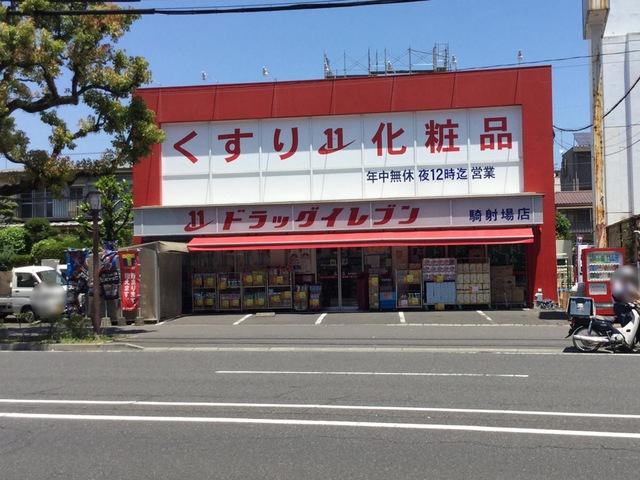 くすり 11 化粧品
年中無休 夜12時迄 営業
11 ドラッグイレブン 騎射場店